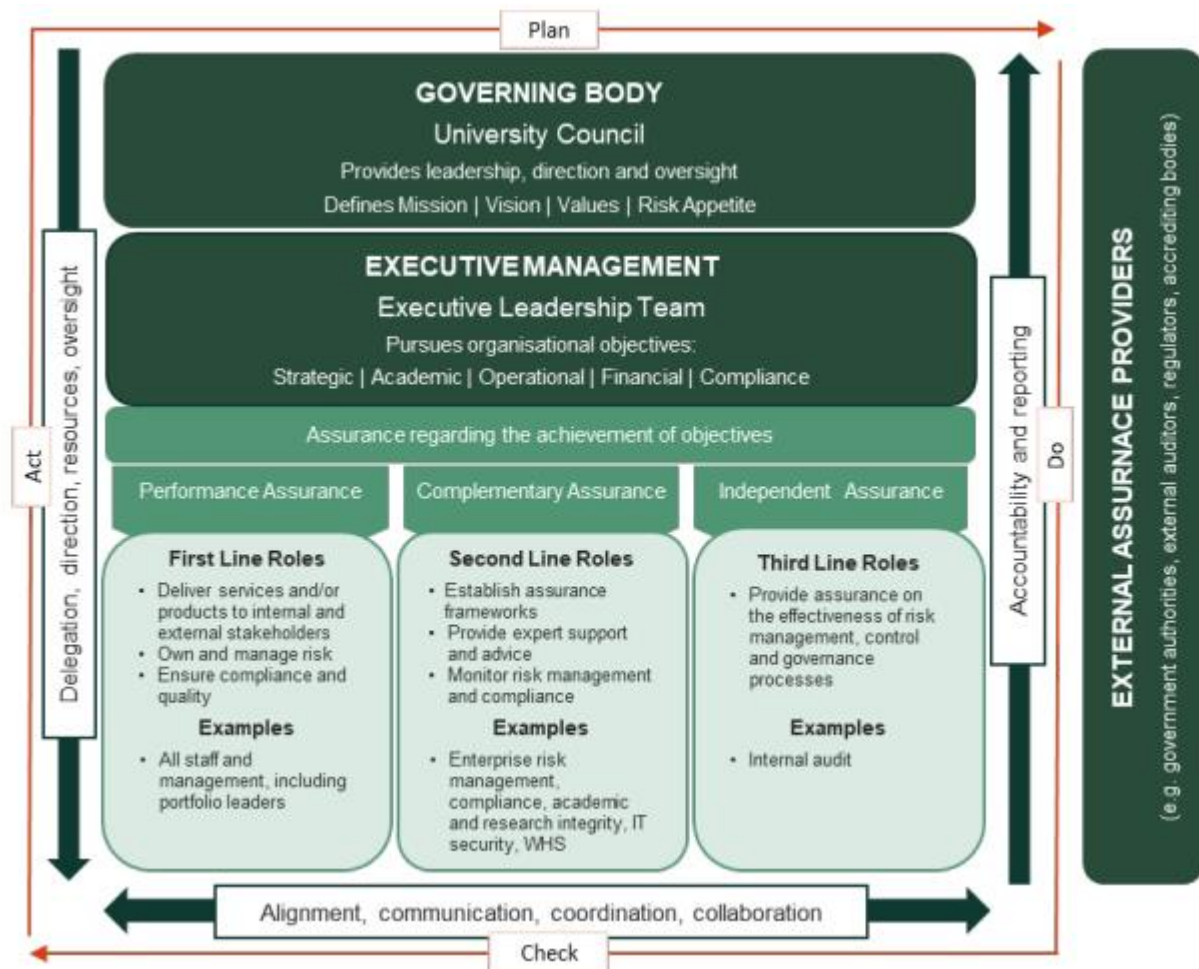 Plan
GOVERNING BODY
University Council
Provides leadership, direction and oversight
Defines Mission | Vision | Values | Risk Appetite
EXECUTIVE MANAGEMENT
Executive Leadership Team
Pursues organisational objectives:
Strategic | Academic | Operational | Financial | Compliance
Assurance regarding the achievement of objectives
Performance Assurance
First Line Roles
• Deliver services and/or
products to internal and
external stakeholders
• Own and manage risk
• Ensure compliance and
quality
Examples
• All staff and
management, including
portfolio leaders
Complementary Assurance
Second Line Roles
• Establish assurance
frameworks
• Provide expert support
and advice
• Monitor risk management
and compliance
Examples
• Enterprise risk
management,
compliance, academic
and research integrity, IT
security, WHS
Independent Assurance
Third Line Roles
• Provide assurance on
the effectiveness of risk
management, control
and governance
processes
Examples
• Internal audit
Act
Delegation, direction, resources, oversight
Accountability and reporting
Do
EXTERNAL ASSURNACE PROVIDERS
(e.g. government authorities, external auditors, regulators, accrediting bodies)
Alignment, communication, coordination, collaboration
Check